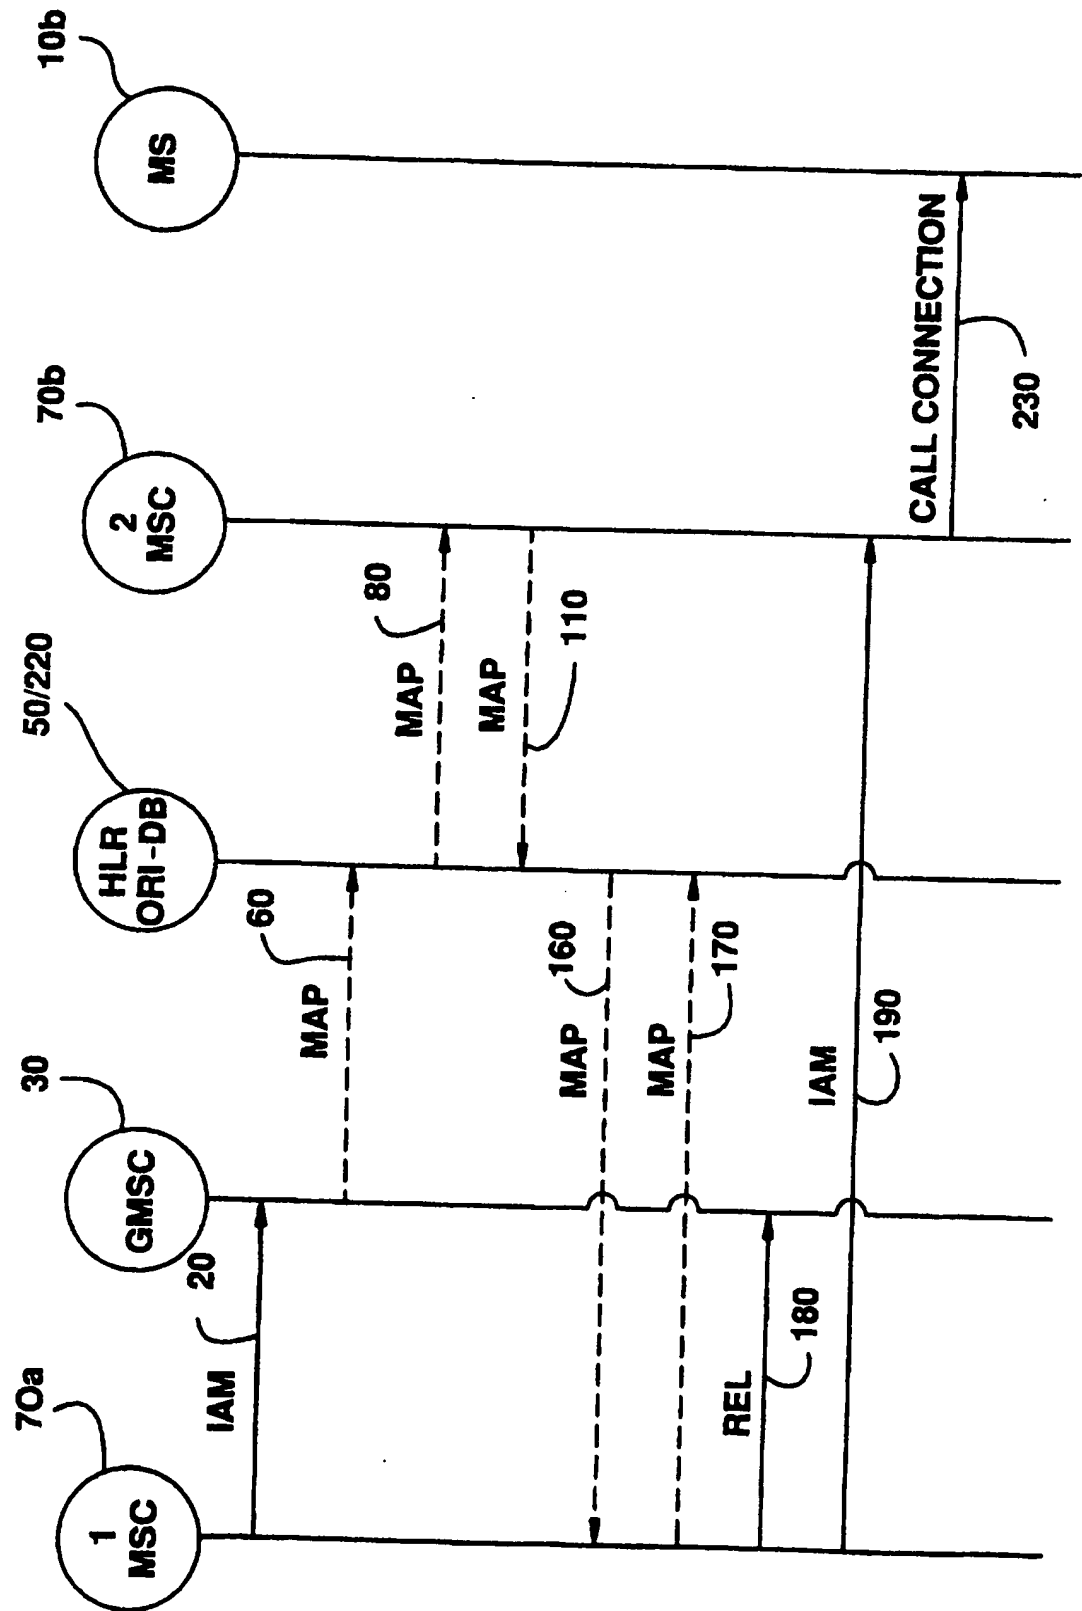 70a
1
MSC
30
GMSC
50/220
HLR
ORI-DB
70b
2
MSC
10b
MS
IAM
20
MAP
60
MAP
80
MAP
110
MAP
160
MAP
170
REL
180
IAM
190
CALL CONNECTION
230